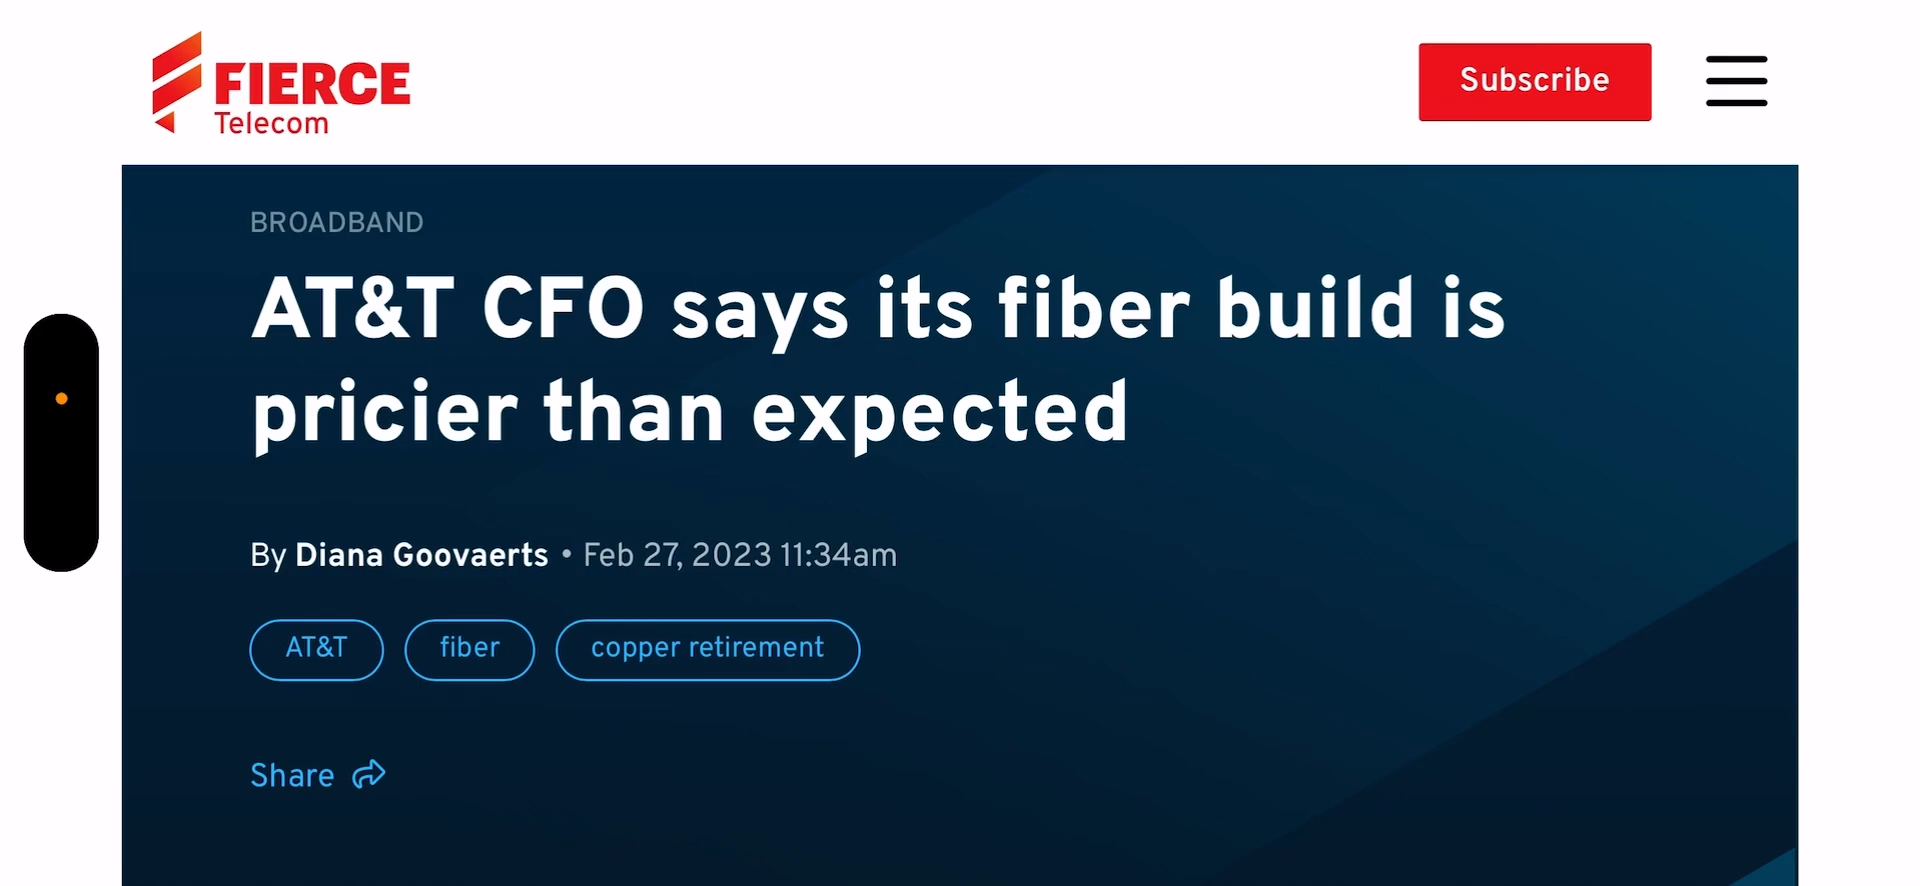 FIERCE
Telecom
Subscribe
BROADBAND
AT&T CFO says its fiber build is
pricier than expected
By Diana Goovaerts • Feb 27, 2023 11:34am
AT&T fiber copper retirement
Share